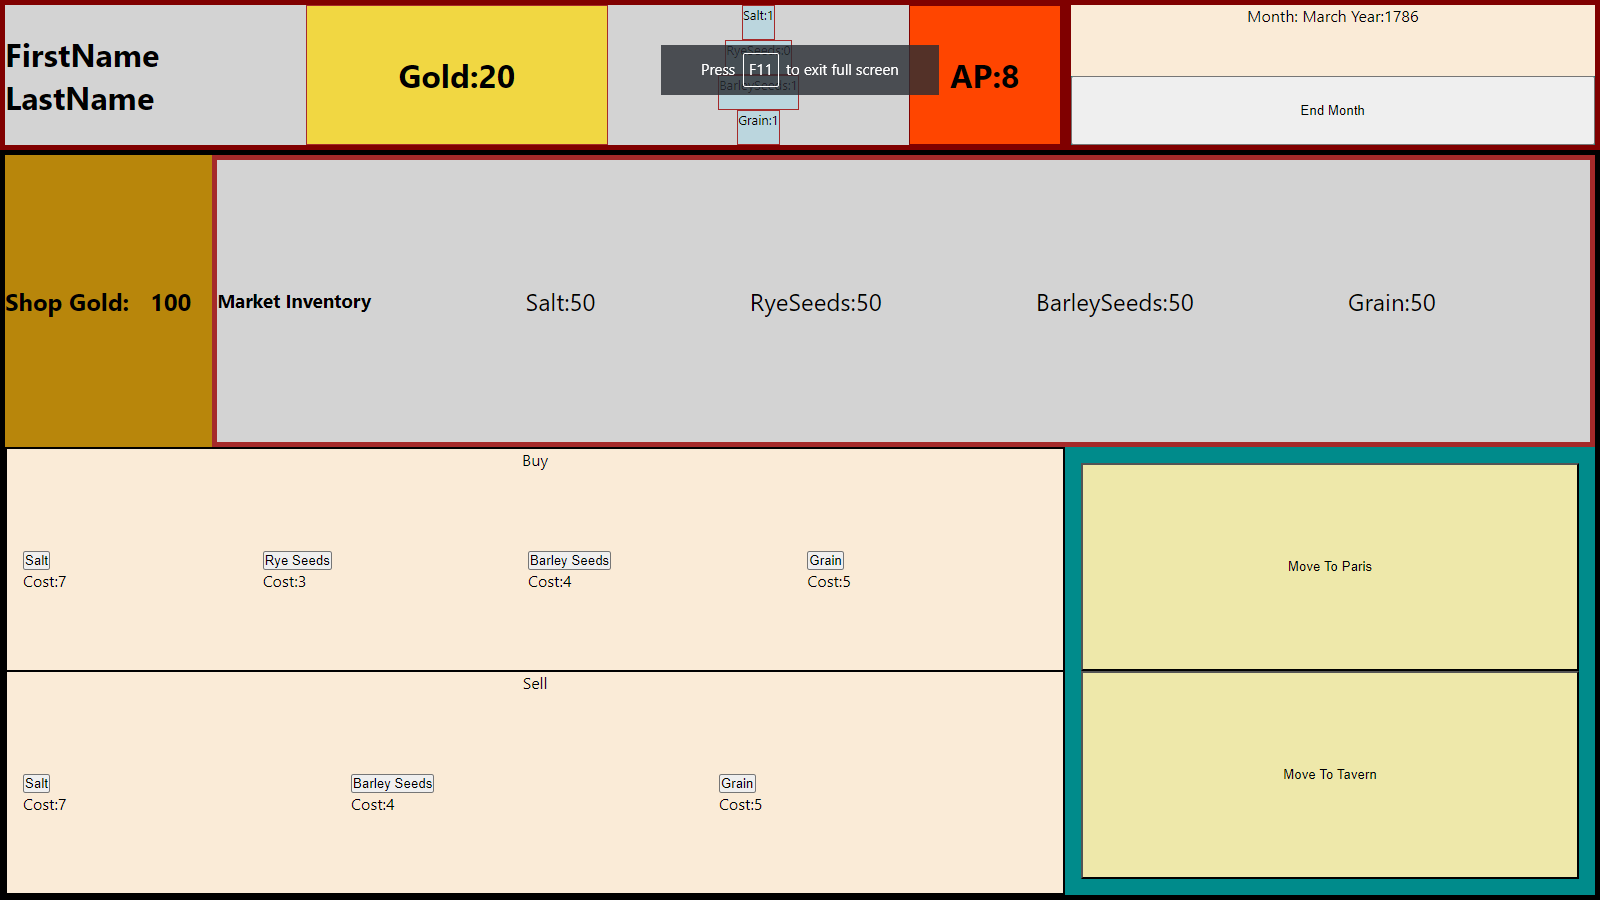 FirstName
LastName
Gold:20
Salt:1
RyeSeeds:0
BarleySeeds:1
Grain:1
Press F11 to exit full screen
AP:8
Month: March Year:1786
End Month
Shop Gold: 100
Market Inventory
Salt:50
RyeSeeds:50
BarleySeeds:50
Grain:50
Buy
Salt
Cost:7
Rye Seeds
Cost:3
Barley Seeds
Cost:4
Grain
Cost:5
Sell
Salt
Cost:7
Barley Seeds
Cost:4
Grain
Cost:5
Move To Paris
Move To Tavern